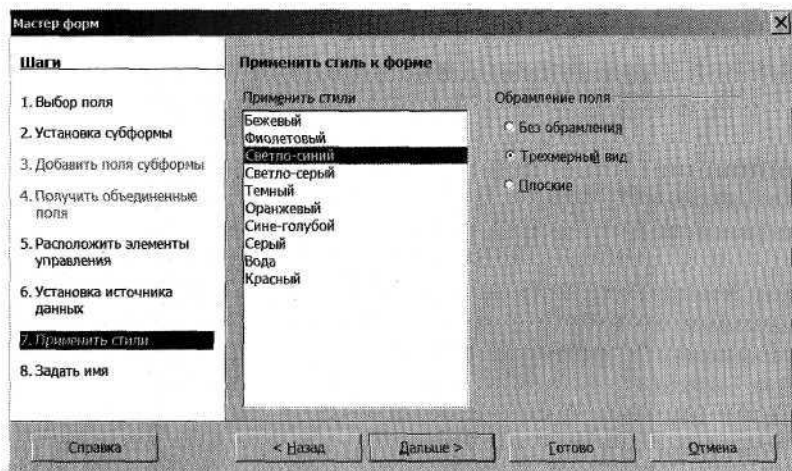 Мастер форм
Шаги
1. Выбор поля
2. Установка субформы
3. Добавить поля субформы
4. Получить объединенные
поля
5. Расположить элементы
управления
6. Установка источника
данных
7. Применить стили
8. Задать имя
Применить стиль к форме
Применить стили
Бежевый
Фиолетовый
Светло-синий
Светло-серый
Темный
Оранжевый
Сине-голубой
Серый
Вода
Красный
Обрамление поля
Без обрамления
Трехмерный вид
Плоские
Справка
< Назад
Дальше >
Готово
Отмена